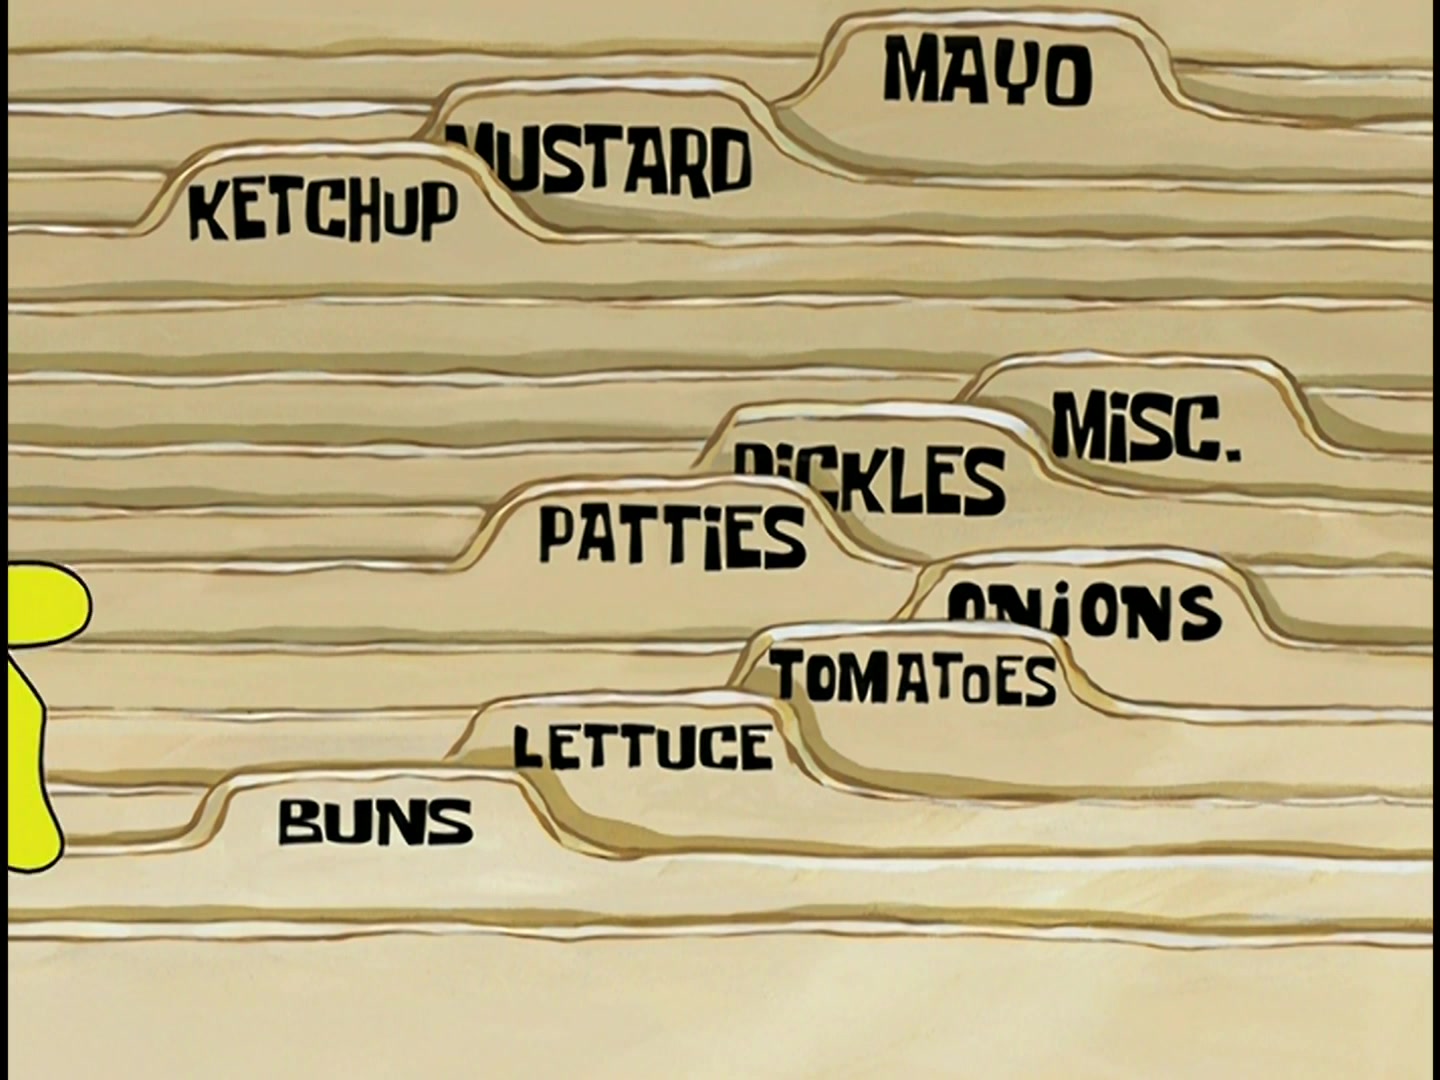 MAYO
MUSTARD
KETCHUP
MiSC.
PiCKLES
PATTiES
ONiONS
TOMATOES
LETTUCE
BUNS